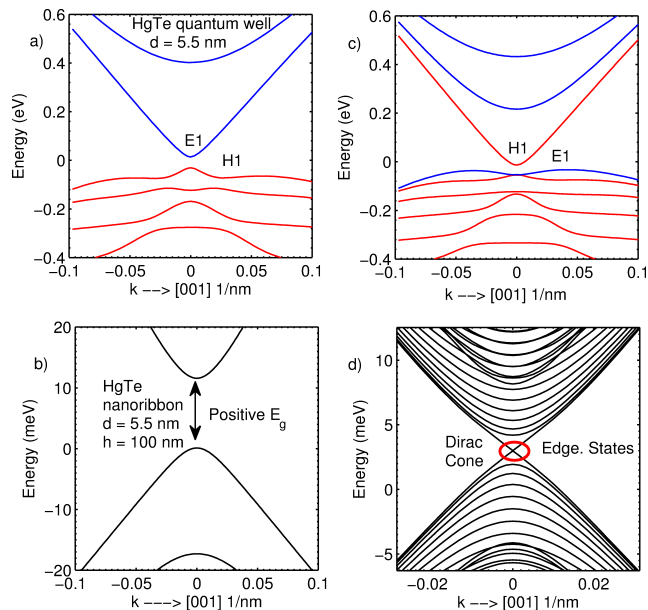 a)
HgTe quantum well
d = 5.5 nm
E1
H1
Energy (eV)
0.6
0.4
0.2
0
−0.2
−0.4
−0.1
−0.05
0
0.05
0.1
k −−> [001] 1/nm
c)
H1
E1
Energy (eV)
0.6
0.4
0.2
0
−0.2
−0.4
−0.1
−0.05
0
0.05
0.1
k −−> [001] 1/nm
b)
HgTe
nanoribbon
d = 5.5 nm
h = 100 nm
Positive Eg
Energy (meV)
20
10
0
−10
−20
−0.1
−0.05
0
0.05
0.1
k −−−> [001] 1/nm
d)
Dirac
Cone
Edge. States
Energy (meV)
10
5
0
−5
−0.02
0
0.02
k −−−> [001] 1/nm